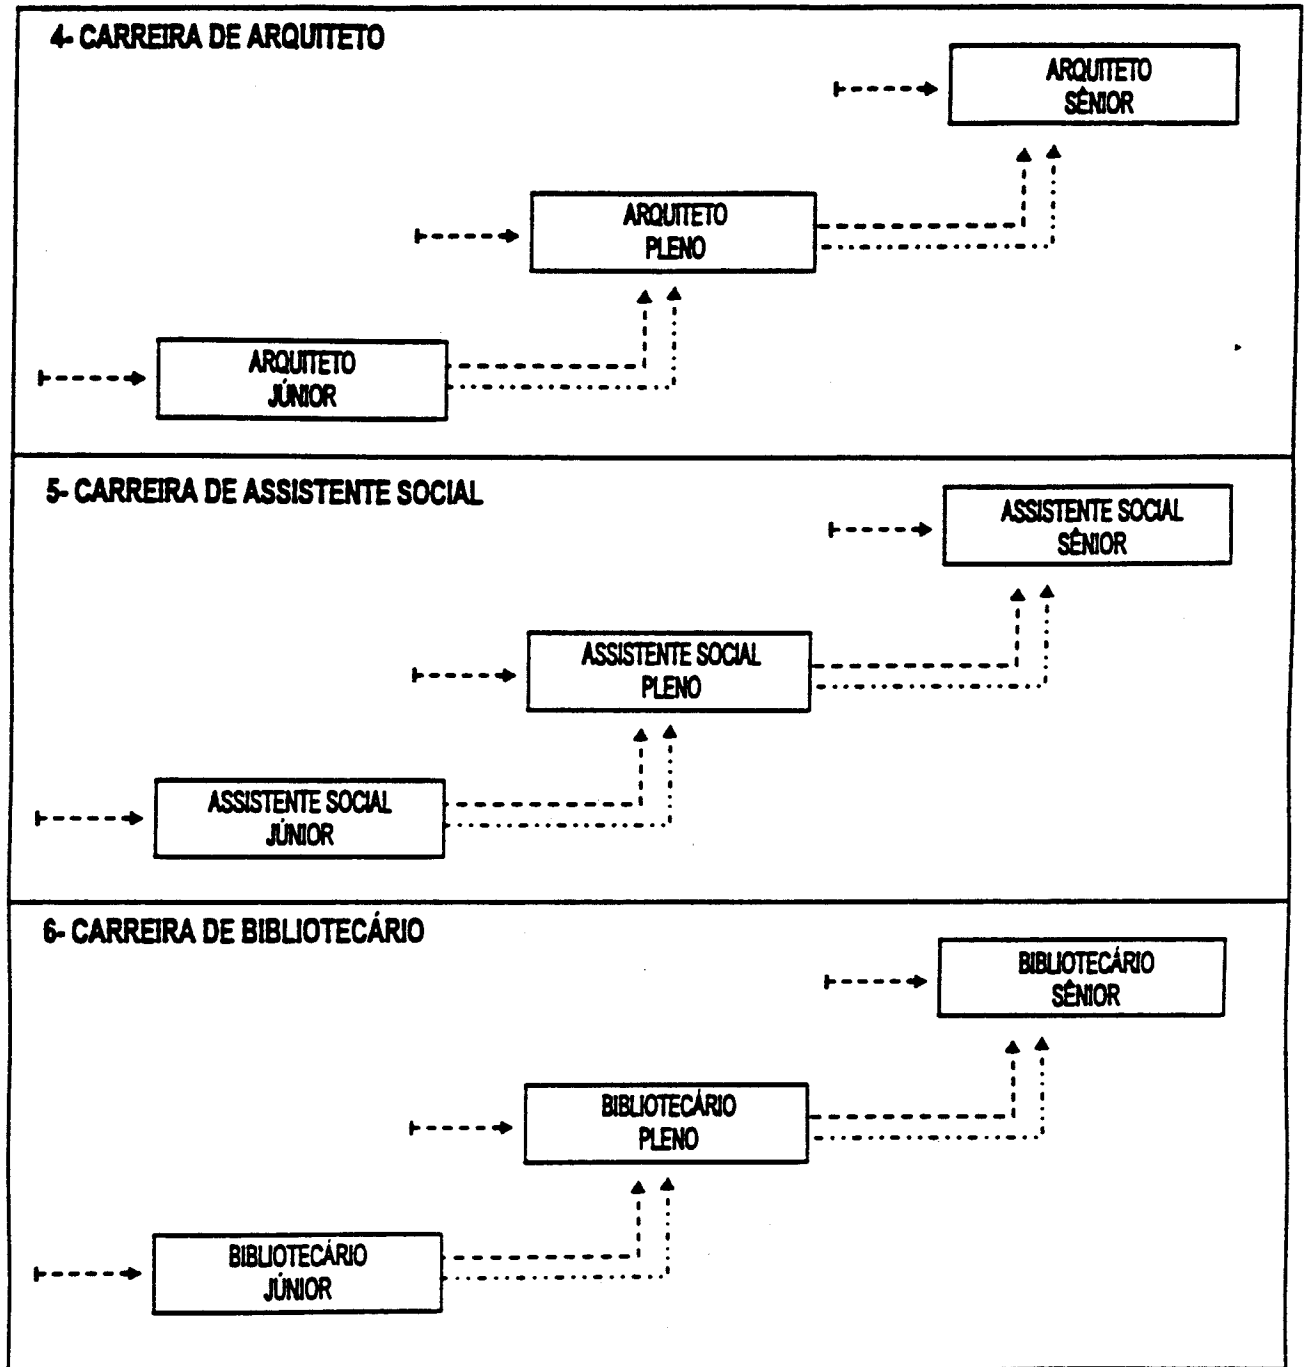 4- CARREIRA DE ARQUITETO
ARQUITETO
SÊNIOR
ARQUITETO
PLENO
ARQUITETO
JÚNIOR
5- CARREIRA DE ASSISTENTE SOCIAL
ASSISTENTE SOCIAL
SÊNIOR
ASSISTENTE SOCIAL
PLENO
ASSISTENTE SOCIAL
JÚNIOR
6- CARREIRA DE BIBLIOTECÁRIO
BIBLIOTECÁRIO
SÊNIOR
BIBLIOTECÁRIO
PLENO
BIBLIOTECÁRIO
JÚNIOR